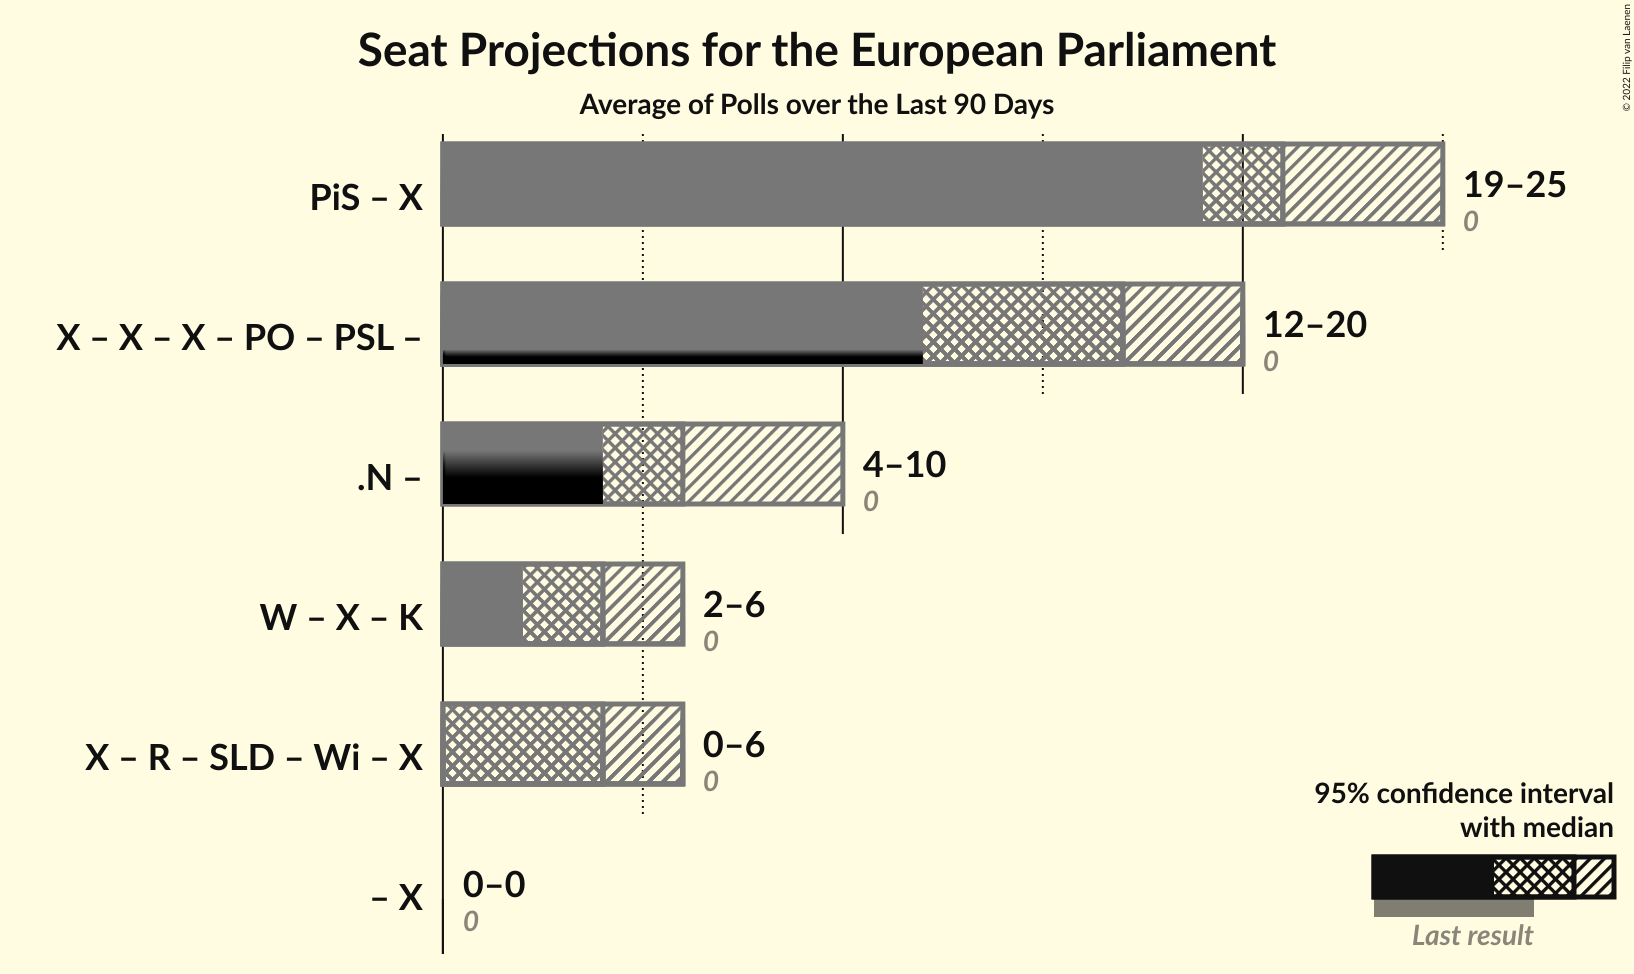 Seat Projections for the European Parliament
Average of Polls over the Last 90 Days
© 2022 Filip van Laenen
PiS – X
19–25
0
X – X – X – PO – PSL –
12–20
0
.N –
4–10
0
W – X – K
2–6
0
X – R – SLD – Wi – X
0–6
0
– X
0–0
0
95% confidence interval
with median
Last result